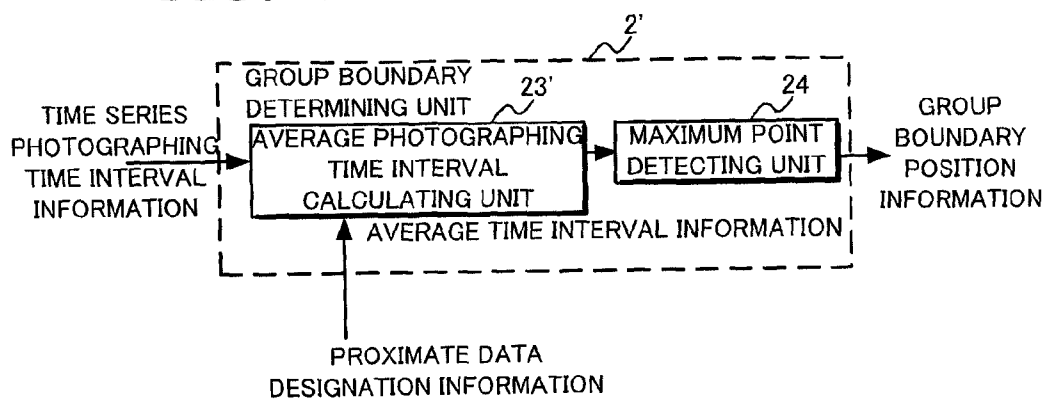 2'
GROUP BOUNDARY
DETERMINING UNIT
23'
24
TIME SERIES
PHOTOGRAPHING
TIME INTERVAL
INFORMATION
AVERAGE PHOTOGRAPHING
TIME INTERVAL
CALCULATING UNIT
MAXIMUM POINT
DETECTING UNIT
GROUP
BOUNDARY
POSITION
INFORMATION
AVERAGE TIME INTERVAL INFORMATION
PROXIMATE DATA
DESIGNATION INFORMATION